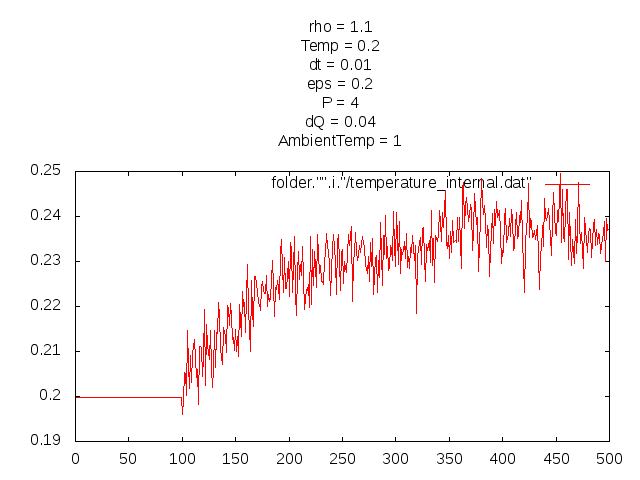 rho = 1.1
Temp = 0.2
dt = 0.01
eps = 0.2
P = 4
dQ = 0.04
AmbientTemp = 1
0.25
folder."".i."/temperature_internal.dat"
0.24
0.23
0.22
0.21
0.2
0.19
0 50 100 150 200 250 300 350 400 450 500